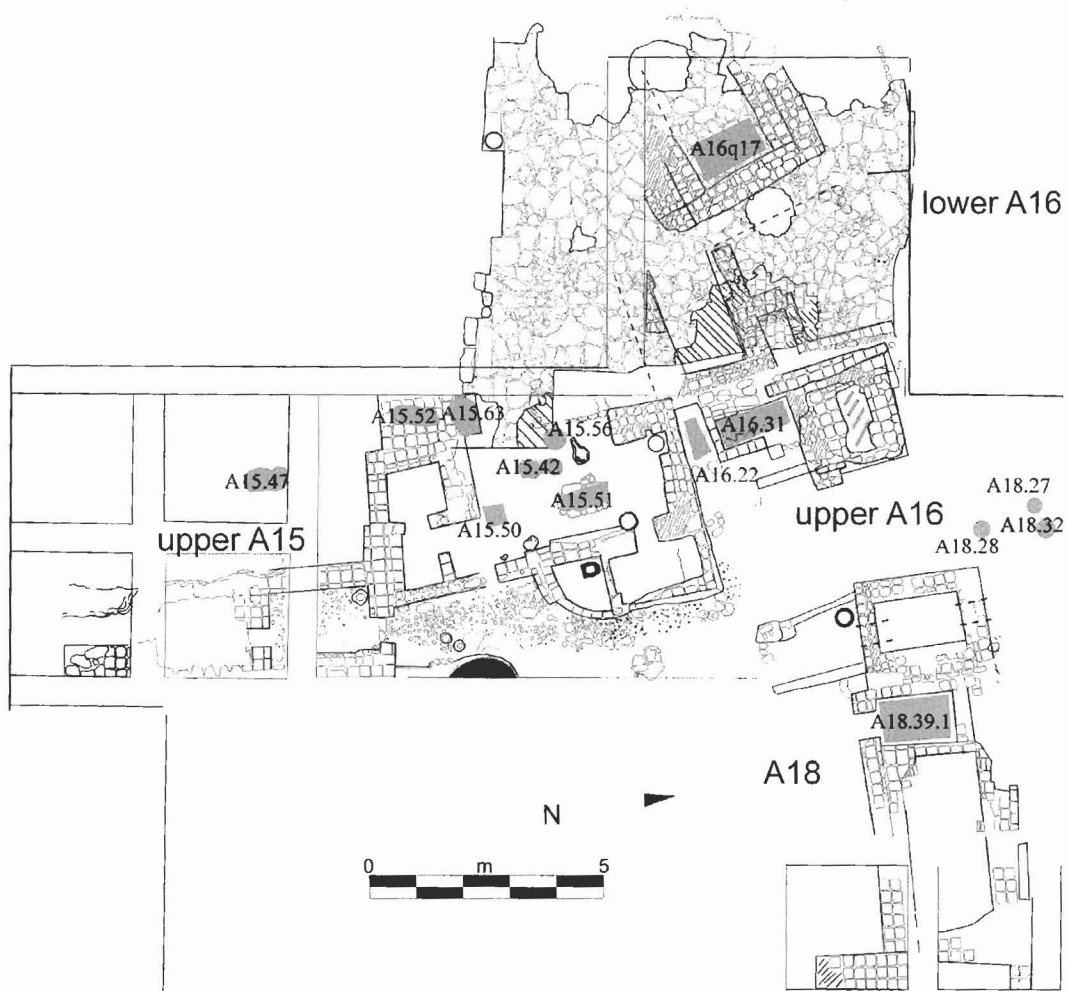 A16q17
lower A16
A15.52
A15.63
A15.56
A16.31
A15.42
A16.22
A15.47
A15.51
A18.27
A15.50
upper A16
A18.32
upper A15
A18.28
A18.39.1
A18
N
0 m 5